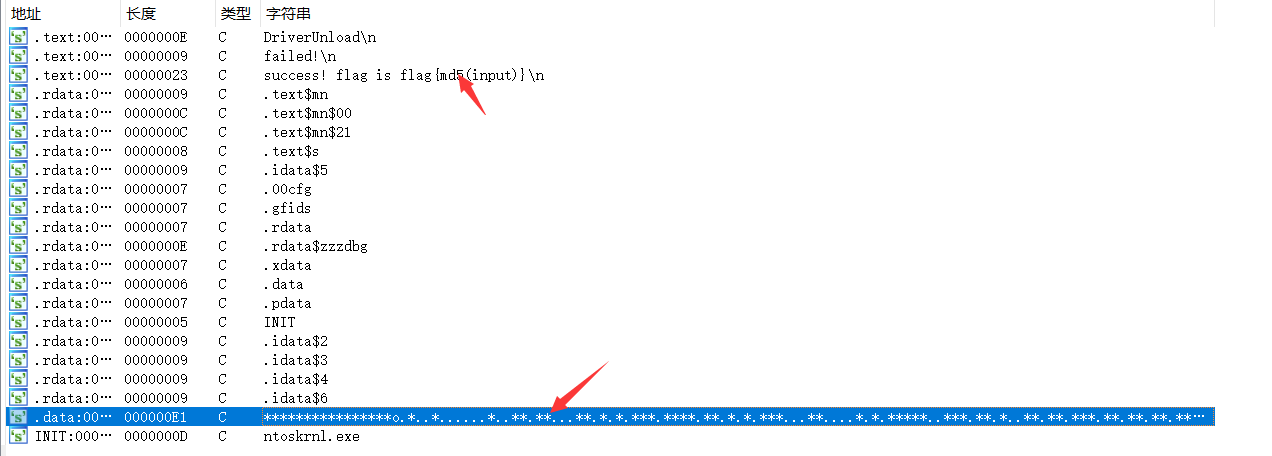 地址 长度 类型 字符串
.text:00… 0000000E C DriverUnload\n
.text:00… 00000009 C failed!\n
.text:00… 00000023 C success! flag is flag{md5(input)}\n
.rdata:0… 00000009 C .text$mn
.rdata:0… 0000000C C .text$mn$00
.rdata:0… 0000000C C .text$mn$21
.rdata:0… 00000008 C .text$s
.rdata:0… 00000009 C .idata$5
.rdata:0… 00000007 C .00cfg
.rdata:0… 00000007 C .gfids
.rdata:0… 00000007 C .rdata
.rdata:0… 0000000E C .rdata$zzzdbg
.rdata:0… 00000007 C .xdata
.rdata:0… 00000006 C .data
.rdata:0… 00000007 C .pdata
.rdata:0… 00000005 C INIT
.rdata:0… 00000009 C .idata$2
.rdata:0… 00000009 C .idata$3
.rdata:0… 00000009 C .idata$4
.rdata:0… 00000009 C .idata$6
.data:00… 000000E1 C ****************o.*..*......*..**.**...**.*.*.***.****.**.*.*.***...**....*.*.*****..***.**.*..**.**.***.**.***.**.**…
INIT:000… 0000000D C ntoskrnl.exe